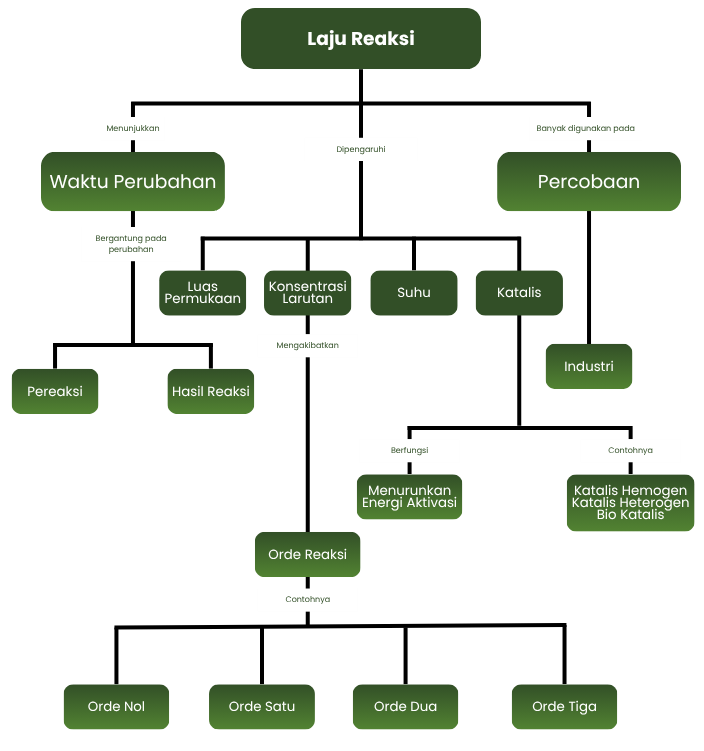 Laju Reaksi
Menunjukkan
Banyak digunakan pada
Dipengaruhi
Waktu Perubahan
Percobaan
Bergantung pada
perubahan
Luas
Permukaan
Konsentrasi
Larutan
Suhu
Katalis
Mengakibatkan
Industri
Pereaksi
Hasil Reaksi
Berfungsi
Contohnya
Menurunkan
Energi Aktivasi
Katalis Hemogen
Katalis Heterogen
Bio Katalis
Orde Reaksi
Contohnya
Orde Nol
Orde Satu
Orde Dua
Orde Tiga